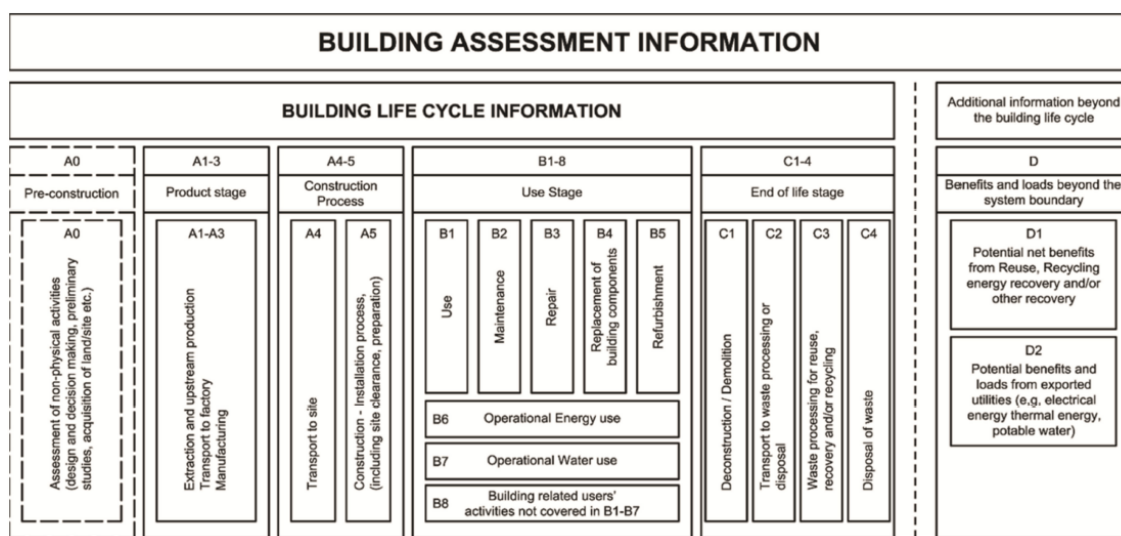 BUILDING ASSESSMENT INFORMATION
BUILDING LIFE CYCLE INFORMATION
Additional information beyond
the building life cycle
A0
Pre-construction
A1-3
Product stage
A4-5
Construction
Process
B1-8
Use Stage
C1-4
End of life stage
D
Benefits and loads beyond the
system boundary
A0
Assessment of non-physical activities
(design and decision making, preliminary
studies, acquisition of land/site etc.)
A1-A3
Extraction and upstream production
Transport to factory
Manufacturing
A4
Transport to site
A5
Construction - Installation process,
(including site clearance, preparation)
B1
Use
B2
Maintenance
B3
Repair
B4
Replacement of
building components
B5
Refurbishment
B6 Operational Energy use
B7 Operational Water use
B8 Building related users'
activities not covered in B1-B7
C1
Deconstruction / Demolition
C2
Transport to waste processing or
disposal
C3
Waste processing for reuse,
recovery and/or recycling
C4
Disposal of waste
D1
Potential net benefits
from Reuse, Recycling
energy recovery and/or
other recovery
D2
Potential benefits and
loads from exported
utilities (e,g, electrical
energy thermal energy,
potable water)